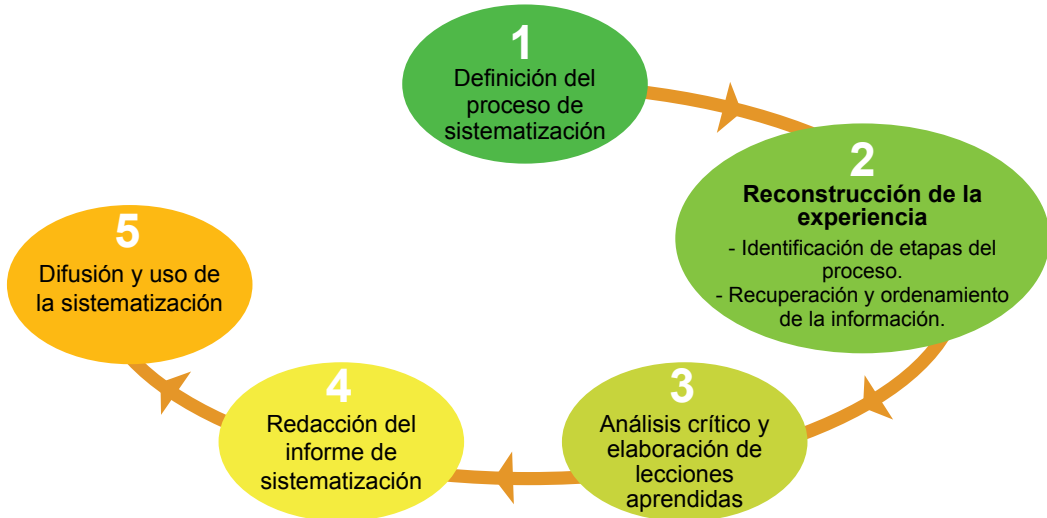 1
Definición del
proceso de
sistematización
2
Reconstrucción de la
experiencia
- Identificación de etapas del
proceso.
- Recuperación y ordenamiento
de la información.
3
Análisis crítico y
elaboración de
lecciones
aprendidas
4
Redacción del
informe de
sistematización
5
Difusión y uso de
la sistematización